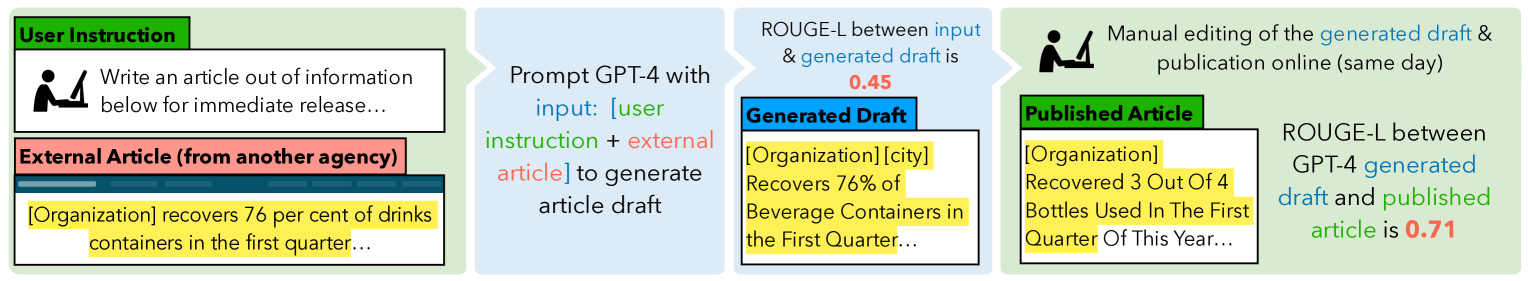 User Instruction
Write an article out of information
below for immediate release…
External Article (from another agency)
[Organization] recovers 76 per cent of drinks
containers in the first quarter…
Prompt GPT-4 with
input: [user
instruction + external
article] to generate
article draft
ROUGE-L between input
& generated draft is
0.45
Generated Draft
[Organization] [city]
Recovers 76% of
Beverage Containers in
the First Quarter…
Manual editing of the generated draft &
publication online (same day)
Published Article
[Organization]
Recovered 3 Out Of 4
Bottles Used In The First
Quarter Of This Year…
ROUGE-L between
GPT-4 generated
draft and published
article is 0.71